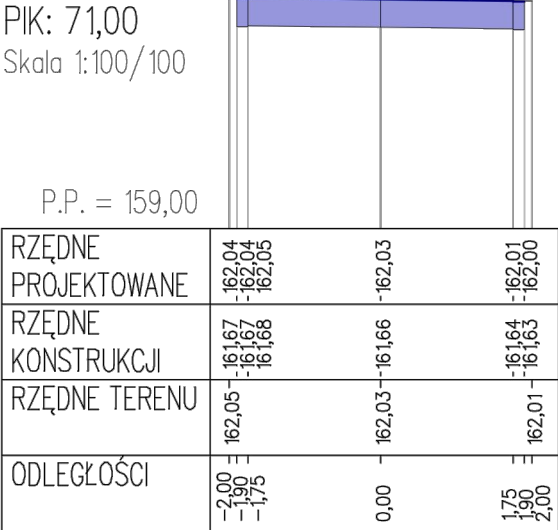 PIK: 71,00
Skala 1:100/100
P.P. = 159,00
RZĘDNE PROJEKTOWANE
162,04 162,04 162,05 162,03 162,01 162,00
RZĘDNE KONSTRUKCJI
161,67 161,67 161,68 161,66 161,64 161,63
RZĘDNE TERENU
162,05 162,03 162,01
ODLEGŁOŚCI
-2,00 -1,90 -1,75 0,00 1,75 1,90 2,00